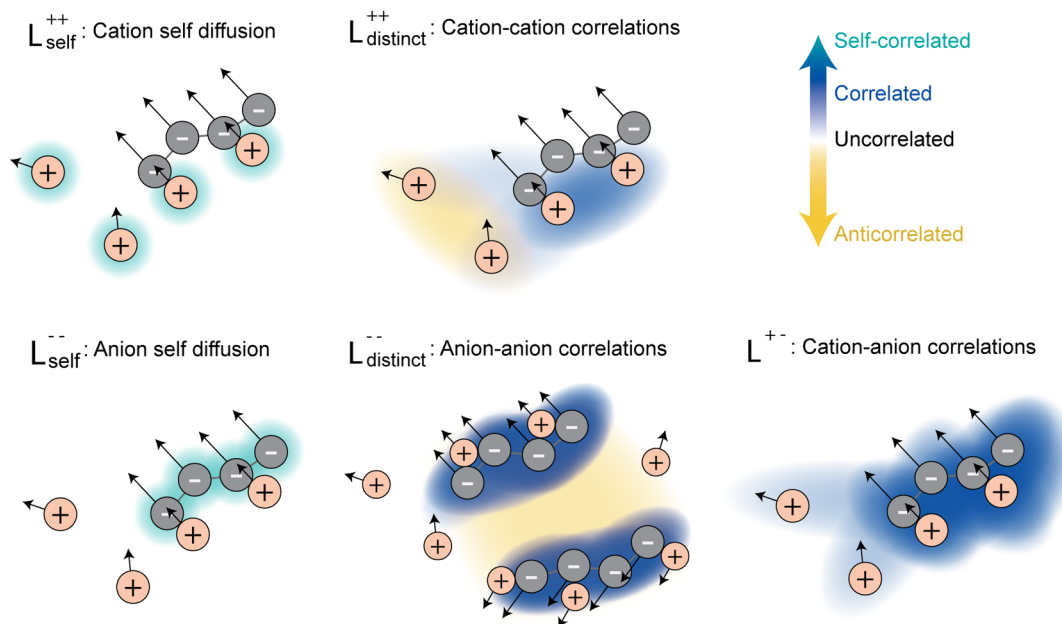 L++self : Cation self diffusion
L++distinct : Cation-cation correlations
Self-correlated
Correlated
Uncorrelated
Anticorrelated
+ + + + - - - -
+ + + + - - - -
L--self : Anion self diffusion
L--distinct : Anion-anion correlations
L+- : Cation-anion correlations
+ + + + - - - -
+ + + + + + + - - - - - - - -
+ + + + - - - -